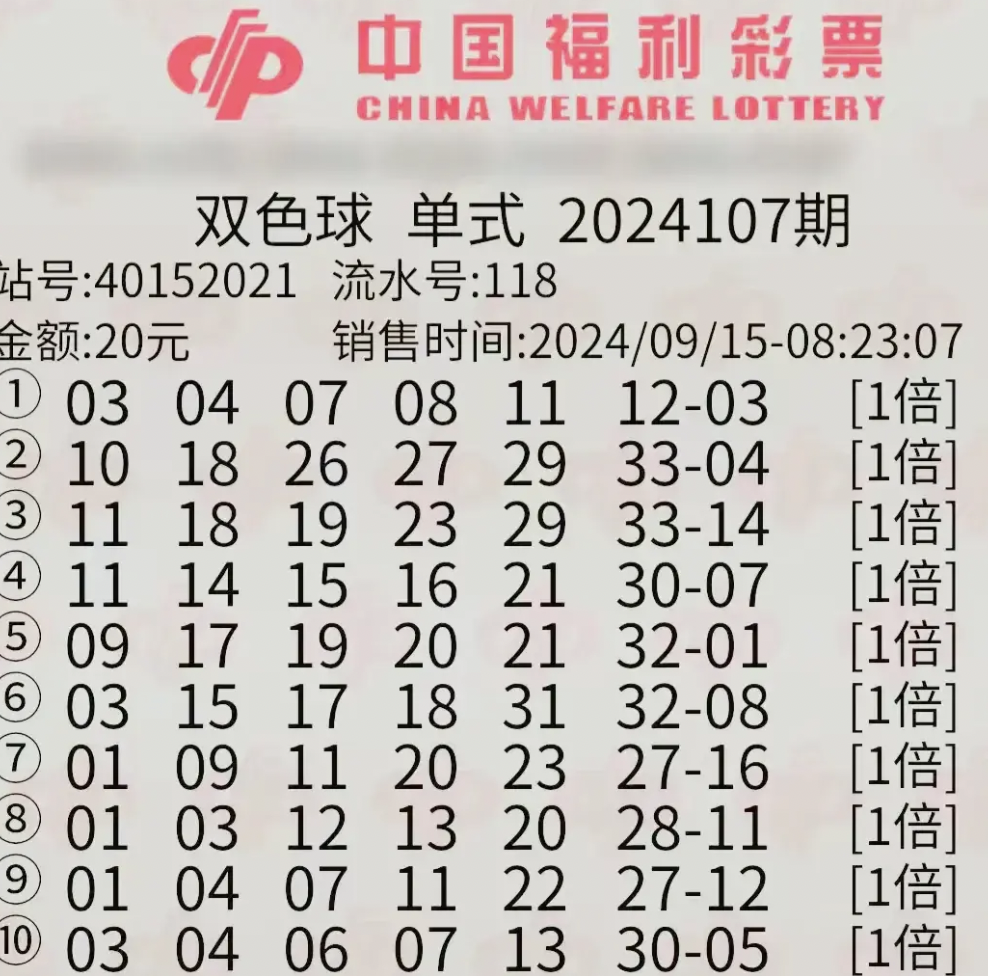 中国福利彩票
CHINA WELFARE LOTTERY
双色球 单式 2024107期
站号:40152021 流水号:118
金额:20元 销售时间:2024/09/15-08:23:07
① 03 04 07 08 11 12-03 [1倍]
② 10 18 26 27 29 33-04 [1倍]
③ 11 18 19 23 29 33-14 [1倍]
④ 11 14 15 16 21 30-07 [1倍]
⑤ 09 17 19 20 21 32-01 [1倍]
⑥ 03 15 17 18 31 32-08 [1倍]
⑦ 01 09 11 20 23 27-16 [1倍]
⑧ 01 03 12 13 20 28-11 [1倍]
⑨ 01 04 07 11 22 27-12 [1倍]
⑩ 03 04 06 07 13 30-05 [1倍]